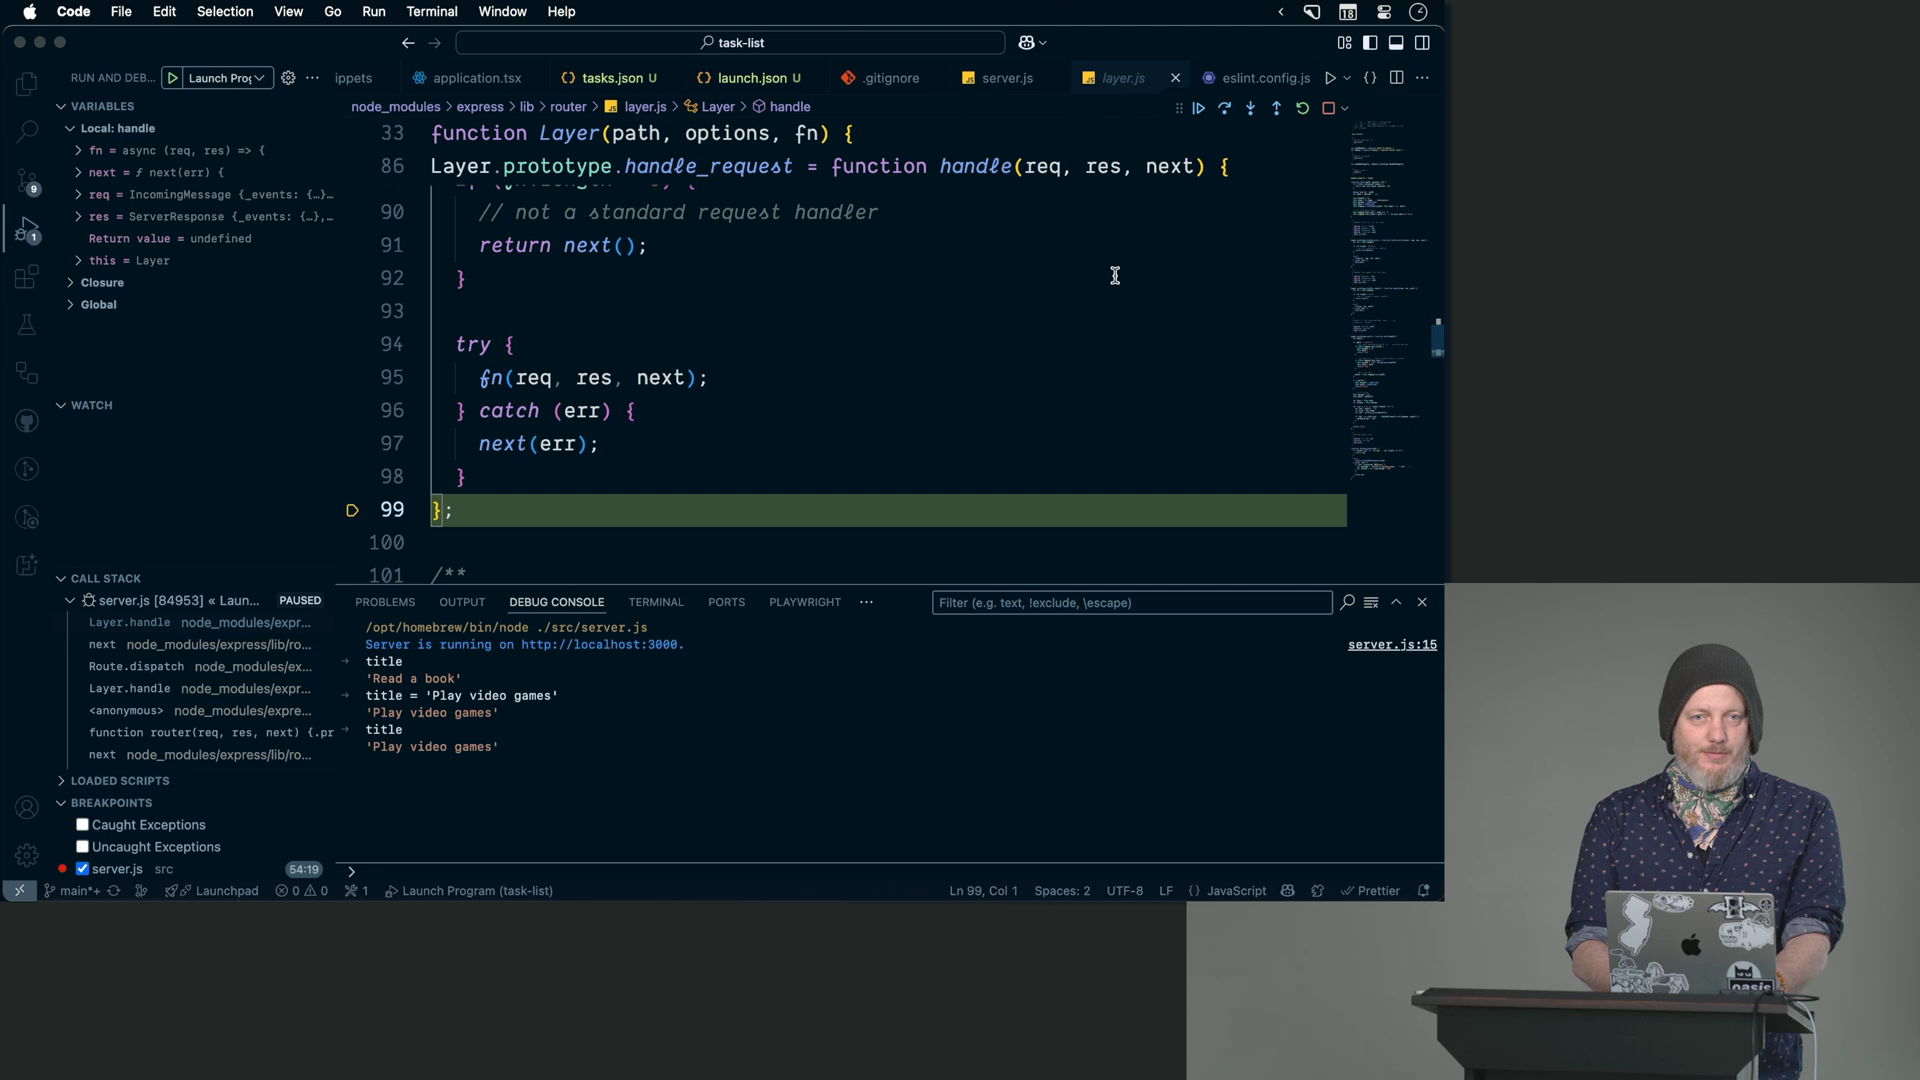 Code File Edit Selection View Go Run Terminal Window Help
18
task-list
RUN AND DEB... Launch Prog
ippets application.tsx tasks.json U launch.json U .gitignore server.js layer.js eslint.config.js
node_modules > express > lib > router > layer.js > Layer > handle
VARIABLES
Local: handle
fn = async (req, res) => {
next = ƒ next(err) {
req = IncomingMessage {_events: {…}…
res = ServerResponse {_events: {…},…
Return value = undefined
this = Layer
Closure
Global
9
1
WATCH
CALL STACK
server.js [84953] « Laun... PAUSED
Layer.handle node_modules/expr...
next node_modules/express/lib/ro...
Route.dispatch node_modules/ex...
Layer.handle node_modules/expr...
<anonymous> node_modules/expre...
function router(req, res, next) {.pr
next node_modules/express/lib/ro...
LOADED SCRIPTS
BREAKPOINTS
Caught Exceptions
Uncaught Exceptions
server.js src 54:19
33 function Layer(path, options, fn) {
86 Layer.prototype.handle_request = function handle(req, res, next) {
90 // not a standard request handler
91 return next();
92 }
93
94 try {
95 fn(req, res, next);
96 } catch (err) {
97 next(err);
98 }
99 };
100
101 /**
PROBLEMS OUTPUT DEBUG CONSOLE TERMINAL PORTS PLAYWRIGHT ··· Filter (e.g. text, !exclude, \escape)
/opt/homebrew/bin/node ./src/server.js
Server is running on http://localhost:3000. server.js:15
title
'Read a book'
title = 'Play video games'
'Play video games'
title
'Play video games'
>
main*+ Launchpad 0 0 1 Launch Program (task-list) Ln 99, Col 1 Spaces: 2 UTF-8 LF {} JavaScript Prettier
oasis